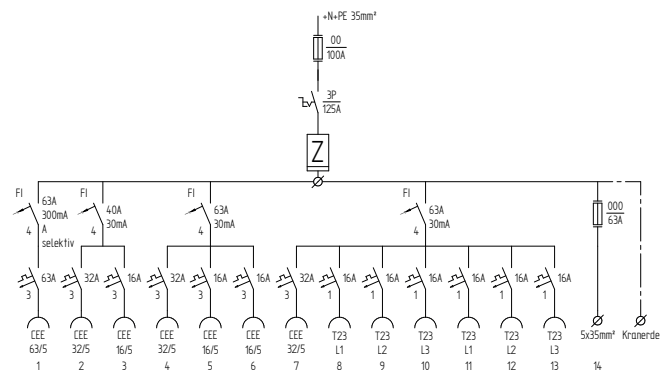 +N+PE 35mm²
00
100A
3P
125A
Z
FI
63A
300mA
A
selektiv
4
FI
40A
30mA
4
FI
63A
30mA
4
FI
63A
30mA
4
000
63A
63A
3
32A
3
16A
3
32A
3
16A
3
16A
3
32A
3
16A
1
16A
1
16A
1
16A
1
16A
1
16A
1
CEE
63/5
1
CEE
32/5
2
CEE
16/5
3
CEE
32/5
4
CEE
16/5
5
CEE
16/5
6
CEE
32/5
7
T23
L1
8
T23
L2
9
T23
L3
10
T23
L1
11
T23
L2
12
T23
L3
13
5x35mm²
14
Kranerde